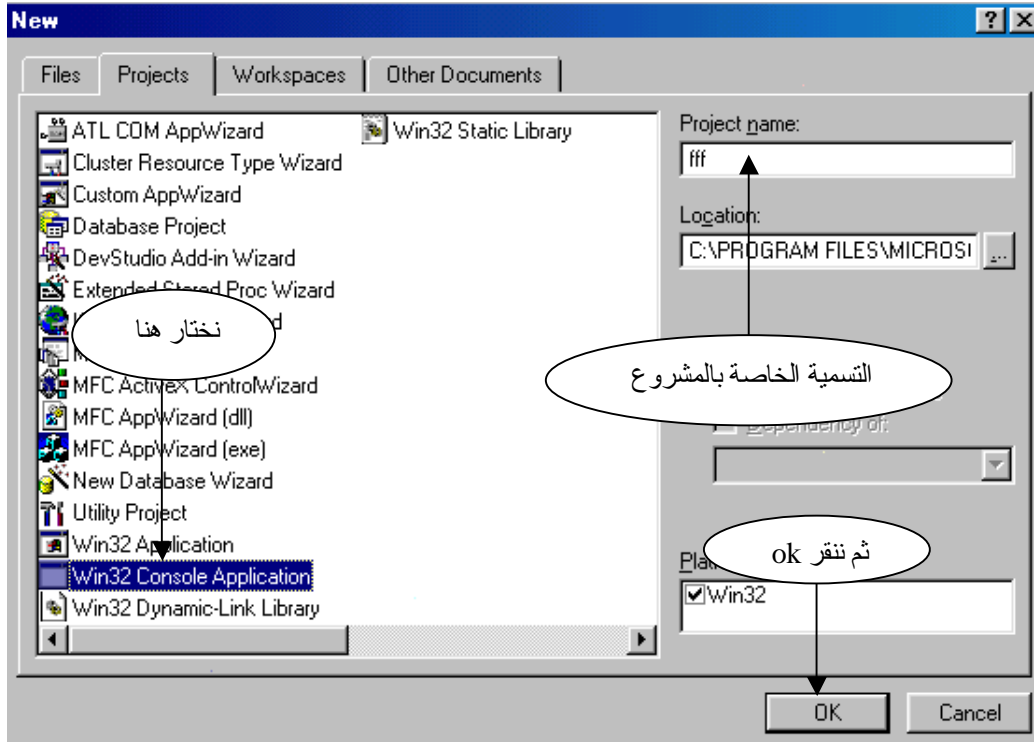 New
Files Projects Workspaces Other Documents
ATL COM AppWizard
Cluster Resource Type Wizard
Custom AppWizard
Database Project
DevStudio Add-in Wizard
Extended Stored Proc Wizard
MFC ActiveX ControlWizard
MFC AppWizard (dll)
MFC AppWizard (exe)
New Database Wizard
Utility Project
Win32 Application
Win32 Console Application
Win32 Dynamic-Link Library
Win32 Static Library
نختار هنا
Project name:
fff
Location:
C:\PROGRAM FILES\MICROS
...
التسمية الخاصة بالمشروع
Dependency of:
ثم ننقر ok
Win32
OK Cancel